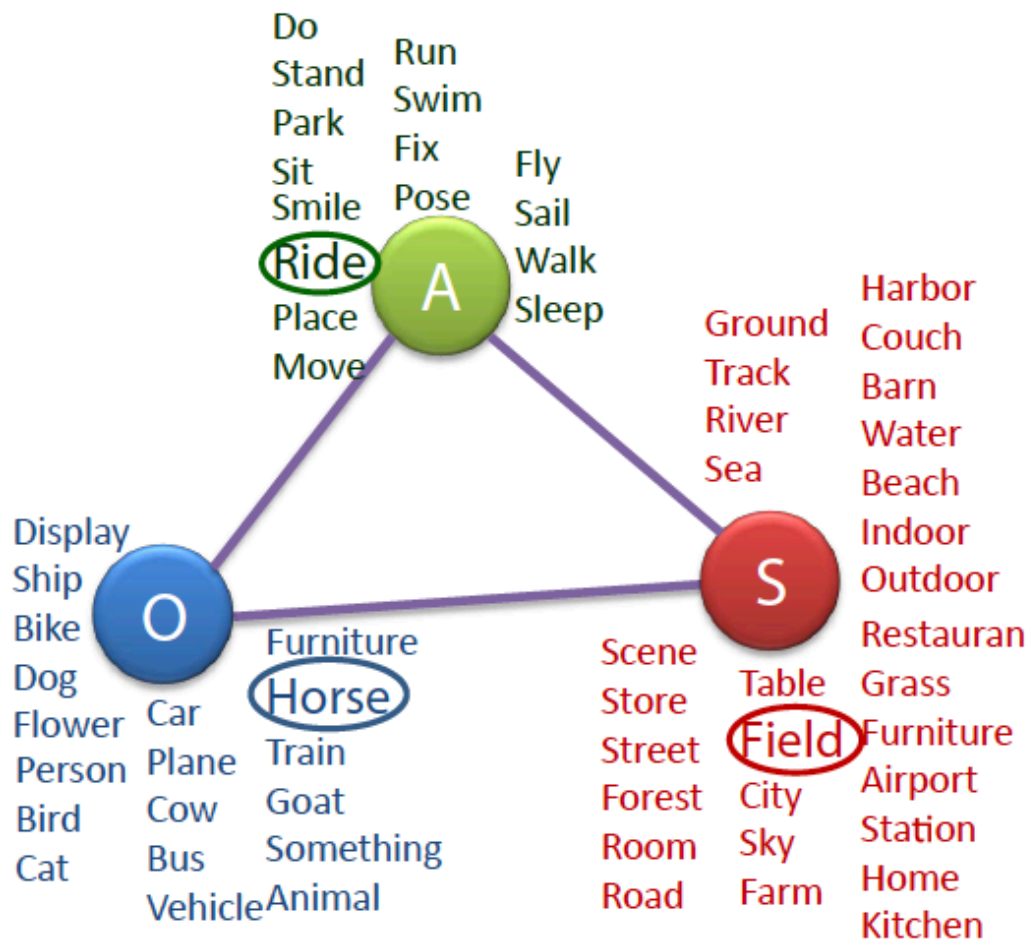 Do
Stand
Park
Sit
Smile
Ride
Place
Move
Run
Swim
Fix
Pose
Fly
Sail
Walk
Sleep
A
Ground
Track
River
Sea
Harbor
Couch
Barn
Water
Beach
Indoor
Outdoor
Restauran
Grass
Furniture
Airport
Station
Home
Kitchen
S
Scene
Store
Street
Forest
Room
Road
Table
Field
City
Sky
Farm
O
Display
Ship
Bike
Dog
Flower
Person
Bird
Cat
Car
Plane
Cow
Bus
Vehicle
Furniture
Horse
Train
Goat
Something
Animal